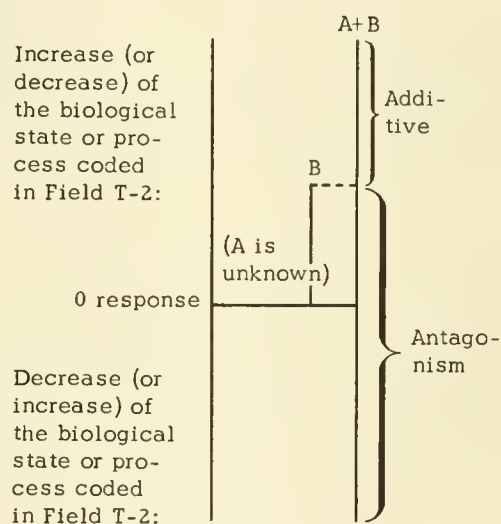 A+B
Increase (or
decrease) of
the biological
state or pro-
cess coded
in Field T-2:
Addi-
tive
B
(A is
unknown)
0 response
Antago-
nism
Decrease (or
increase) of
the biological
state or pro-
cess coded
in Field T-2: